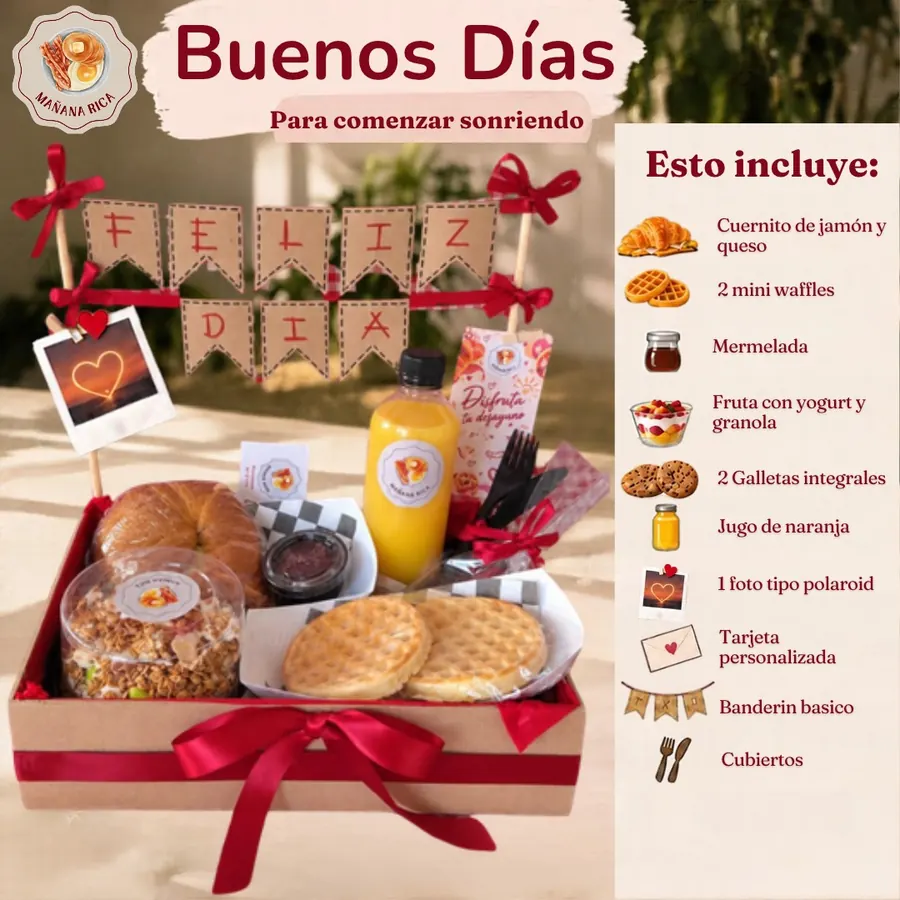 MAÑANA RICA
Buenos Días
Para comenzar sonriendo
Esto incluye:
Cuernito de jamón y
queso
2 mini waffles
Mermelada
Fruta con yogurt y
granola
2 Galletas integrales
Jugo de naranja
1 foto tipo polaroid
Tarjeta
personalizada
Banderin basico
Cubiertos
FELIZ
DIA
Disfruta
tu desayuno
MAÑANA RICA